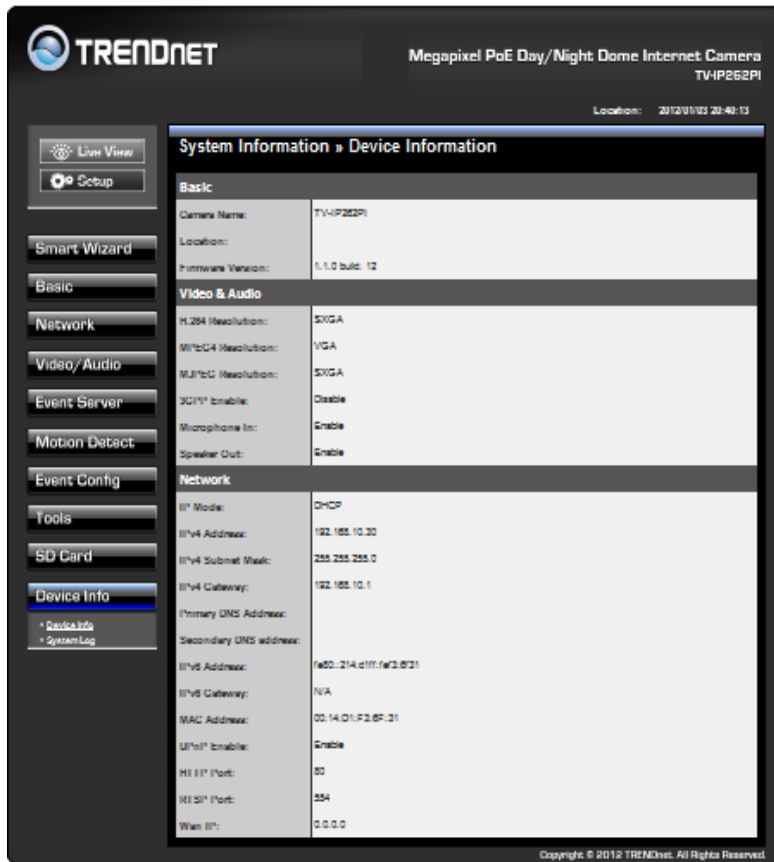 TRENDnet
Megapixel PoE Day/Night Dome Internet Camera
TV-IP262PI
Location: 2012/01/03 20:40:13
Live View
Setup
Smart Wizard
Basic
Network
Video/Audio
Event Server
Motion Detect
Event Config
Tools
SD Card
Device Info
Device Info
System Log
System Information » Device Information
Basic
Camera Name: TV-IP262PI
Location:
Firmware Version: 1.1.0 build: 12
Video & Audio
H.264 Resolution: SXGA
MPEG4 Resolution: VGA
MJPEG Resolution: SXGA
3GPP Enable: Disable
Microphone In: Enable
Speaker Out: Enable
Network
IP Mode: DHCP
IPv4 Address: 192.168.10.30
IPv4 Subnet Mask: 255.255.255.0
IPv4 Gateway: 192.168.10.1
Primary DNS Address:
Secondary DNS address:
IPv6 Address: fe80::214:d1ff:fef3:6f31
IPv6 Gateway: N/A
MAC Address: 00:14:D1:F3:6F:31
UPnP Enable: Enable
HTTP Port: 80
RTSP Port: 554
Wan IP: 0.0.0.0
Copyright © 2012 TRENDnet. All Rights Reserved.